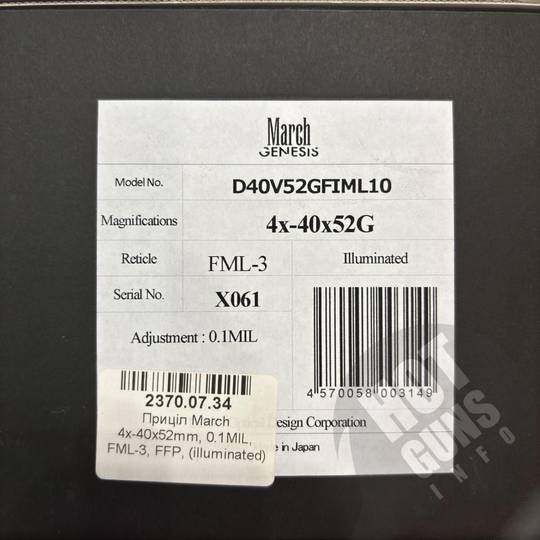 March
GENESIS
Model No. D40V52GFIML10
Magnifications 4x-40x52G
Reticle FML-3 Illuminated
Serial No. X061
Adjustment : 0.1MIL
4 570058 003149
2370.07.34
Приціл March
4x-40x52mm, 0.1MIL,
FML-3, FFP, (illuminated)
Design Corporation
in Japan
HOT
GUNS
INFO